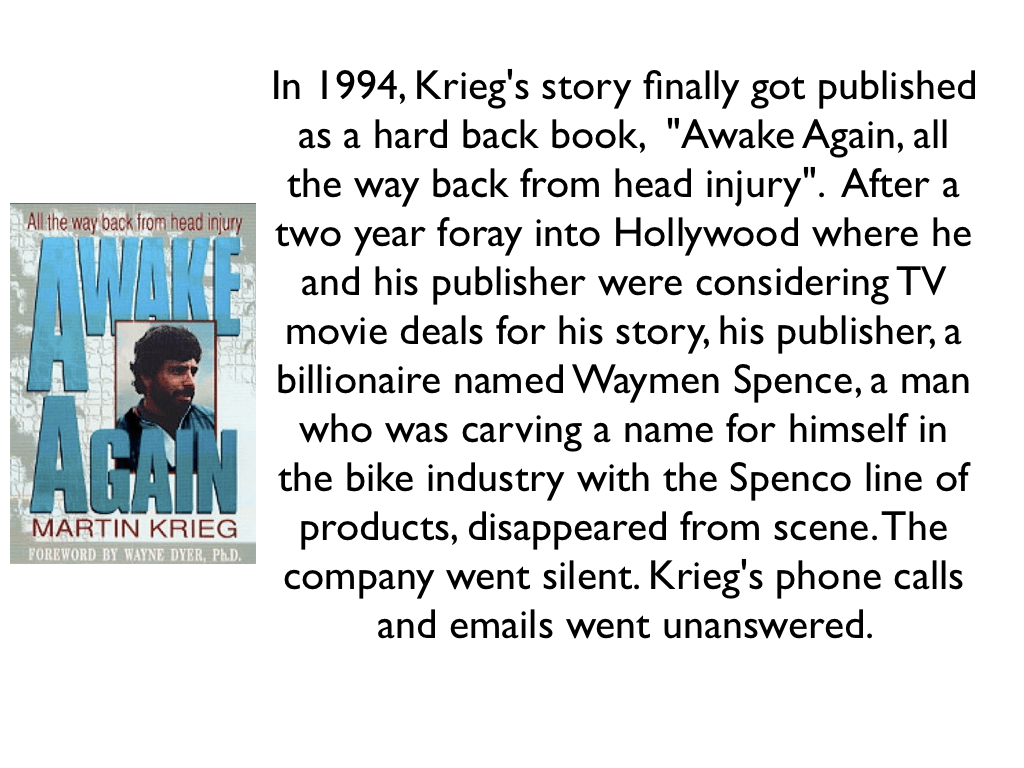 In 1994, Krieg's story finally got published
as a hard back book,  "Awake Again, all
the way back from head injury".  After a
two year foray into Hollywood where he
and his publisher were considering TV
movie deals for his story, his publisher, a
billionaire named Waymen Spence, a man
who was carving a name for himself in
the bike industry with the Spenco line of
products, disappeared from scene. The
company went silent. Krieg's phone calls
and emails went unanswered.
All the way back from head injury
AWAKE
AGAIN
MARTIN KRIEG
FOREWORD BY WAYNE DYER, Ph.D.